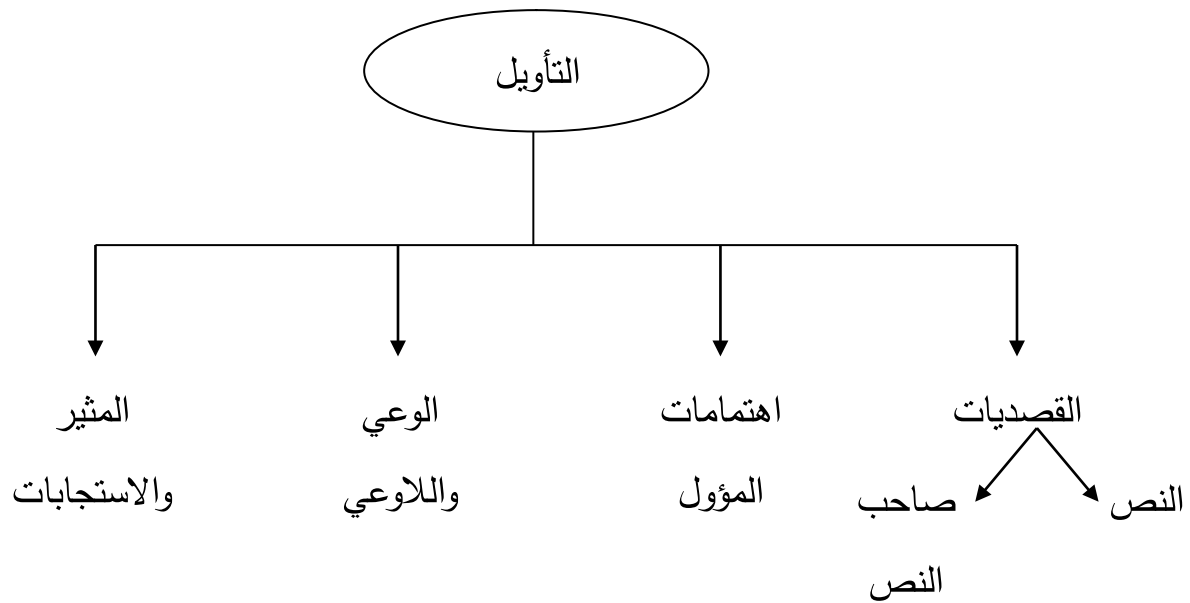 التأويل
القصديات
النص
صاحب
النص
اهتمامات
المؤول
الوعي
واللاوعي
المثير
والاستجابات